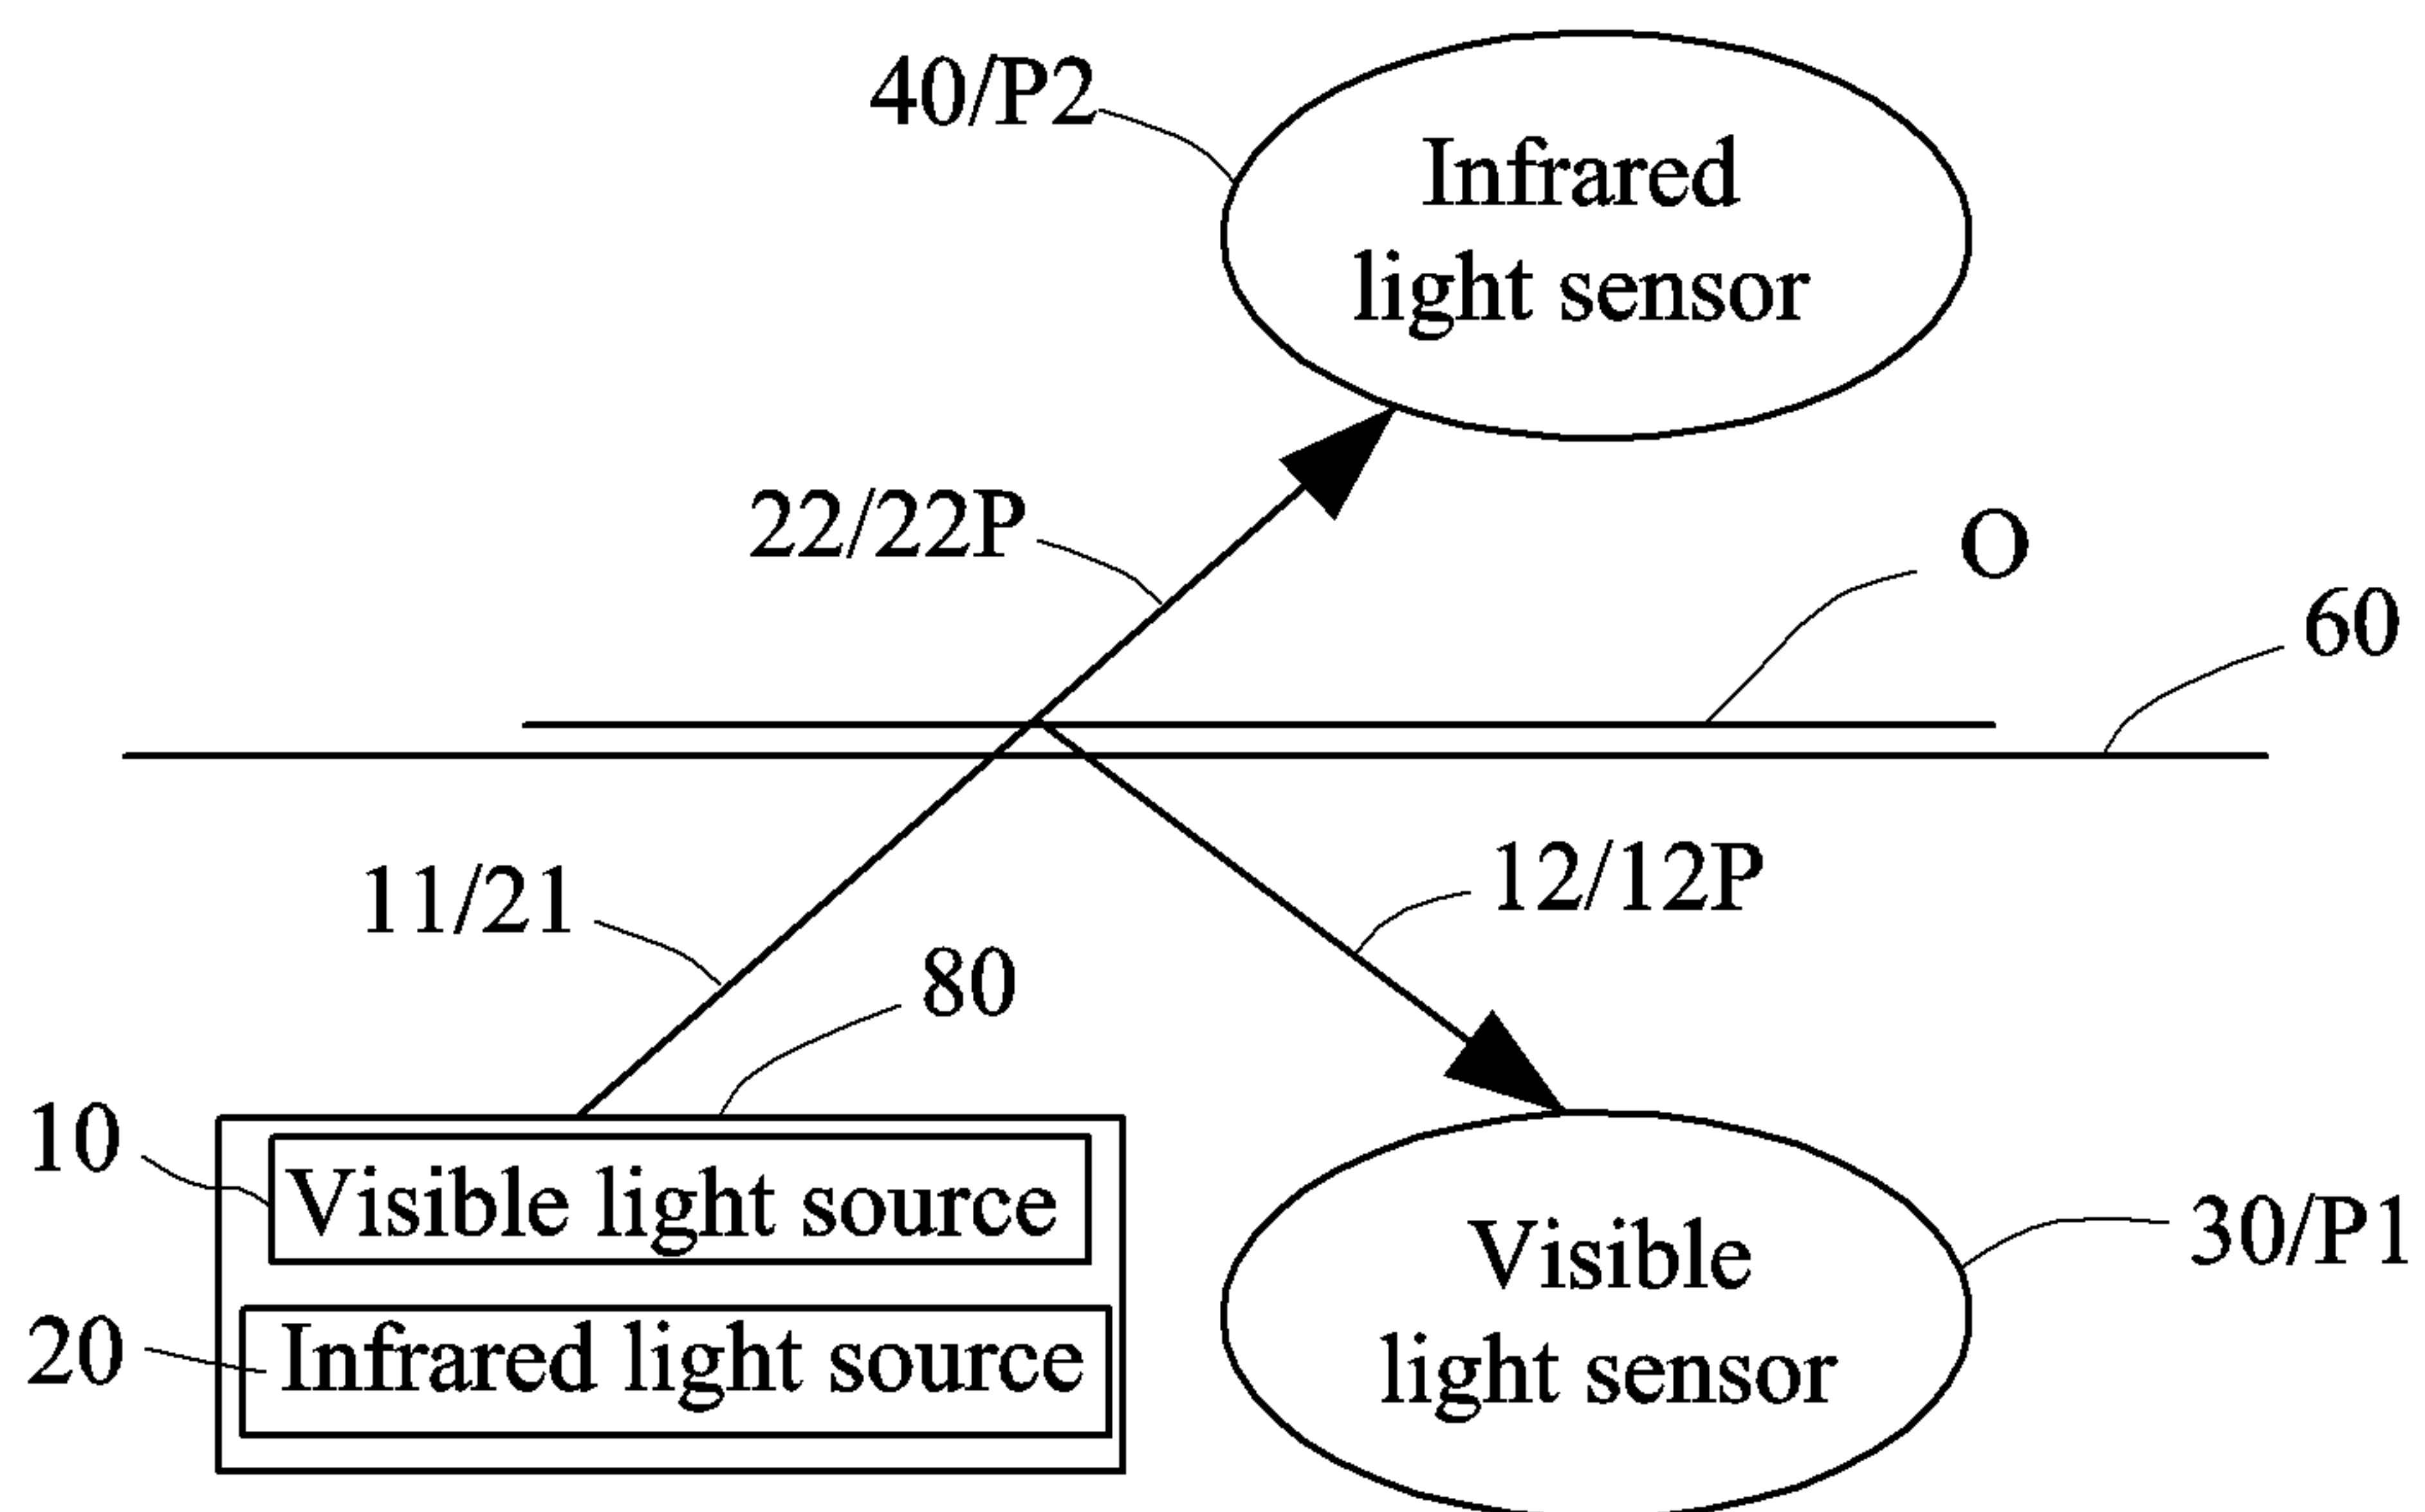 40/P2
Infrared
light sensor
22/22P
O
60
11/21
12/12P
80
10
Visible light source
20
Infrared light source
Visible
light sensor
30/P1